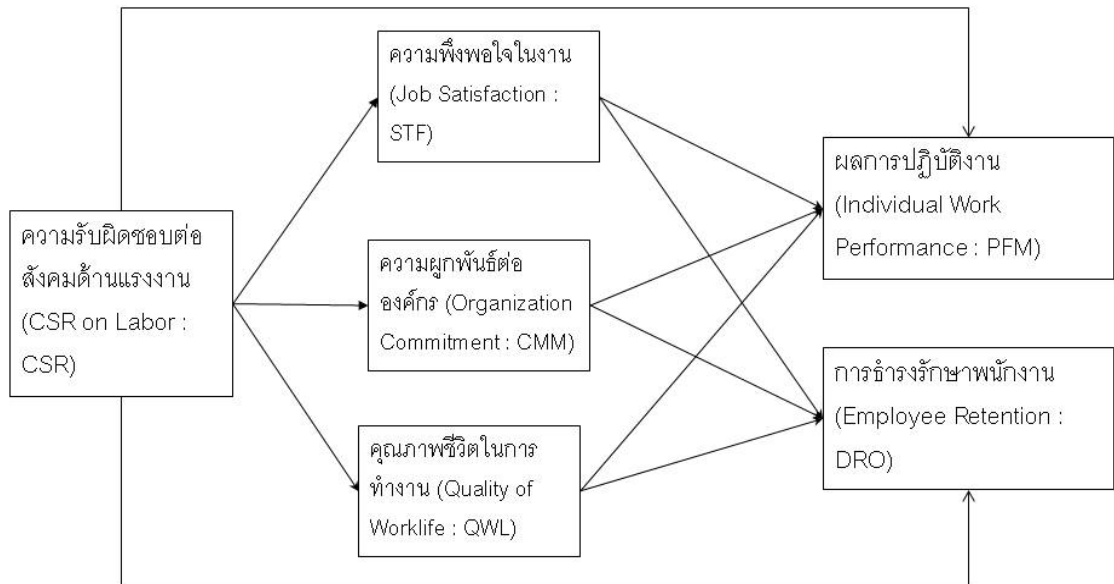 ความรับผิดชอบต่อ
สังคมด้านแรงงาน
(CSR on Labor :
CSR)
ความพึงพอใจในงาน
(Job Satisfaction :
STF)
ความผูกพันธ์ต่อ
องค์กร (Organization
Commitment : CMM)
คุณภาพชีวิตในการ
ทำงาน (Quality of
Worklife : QWL)
ผลการปฏิบัติงาน
(Individual Work
Performance : PFM)
การธำรงรักษาพนักงาน
(Employee Retention :
DRO)